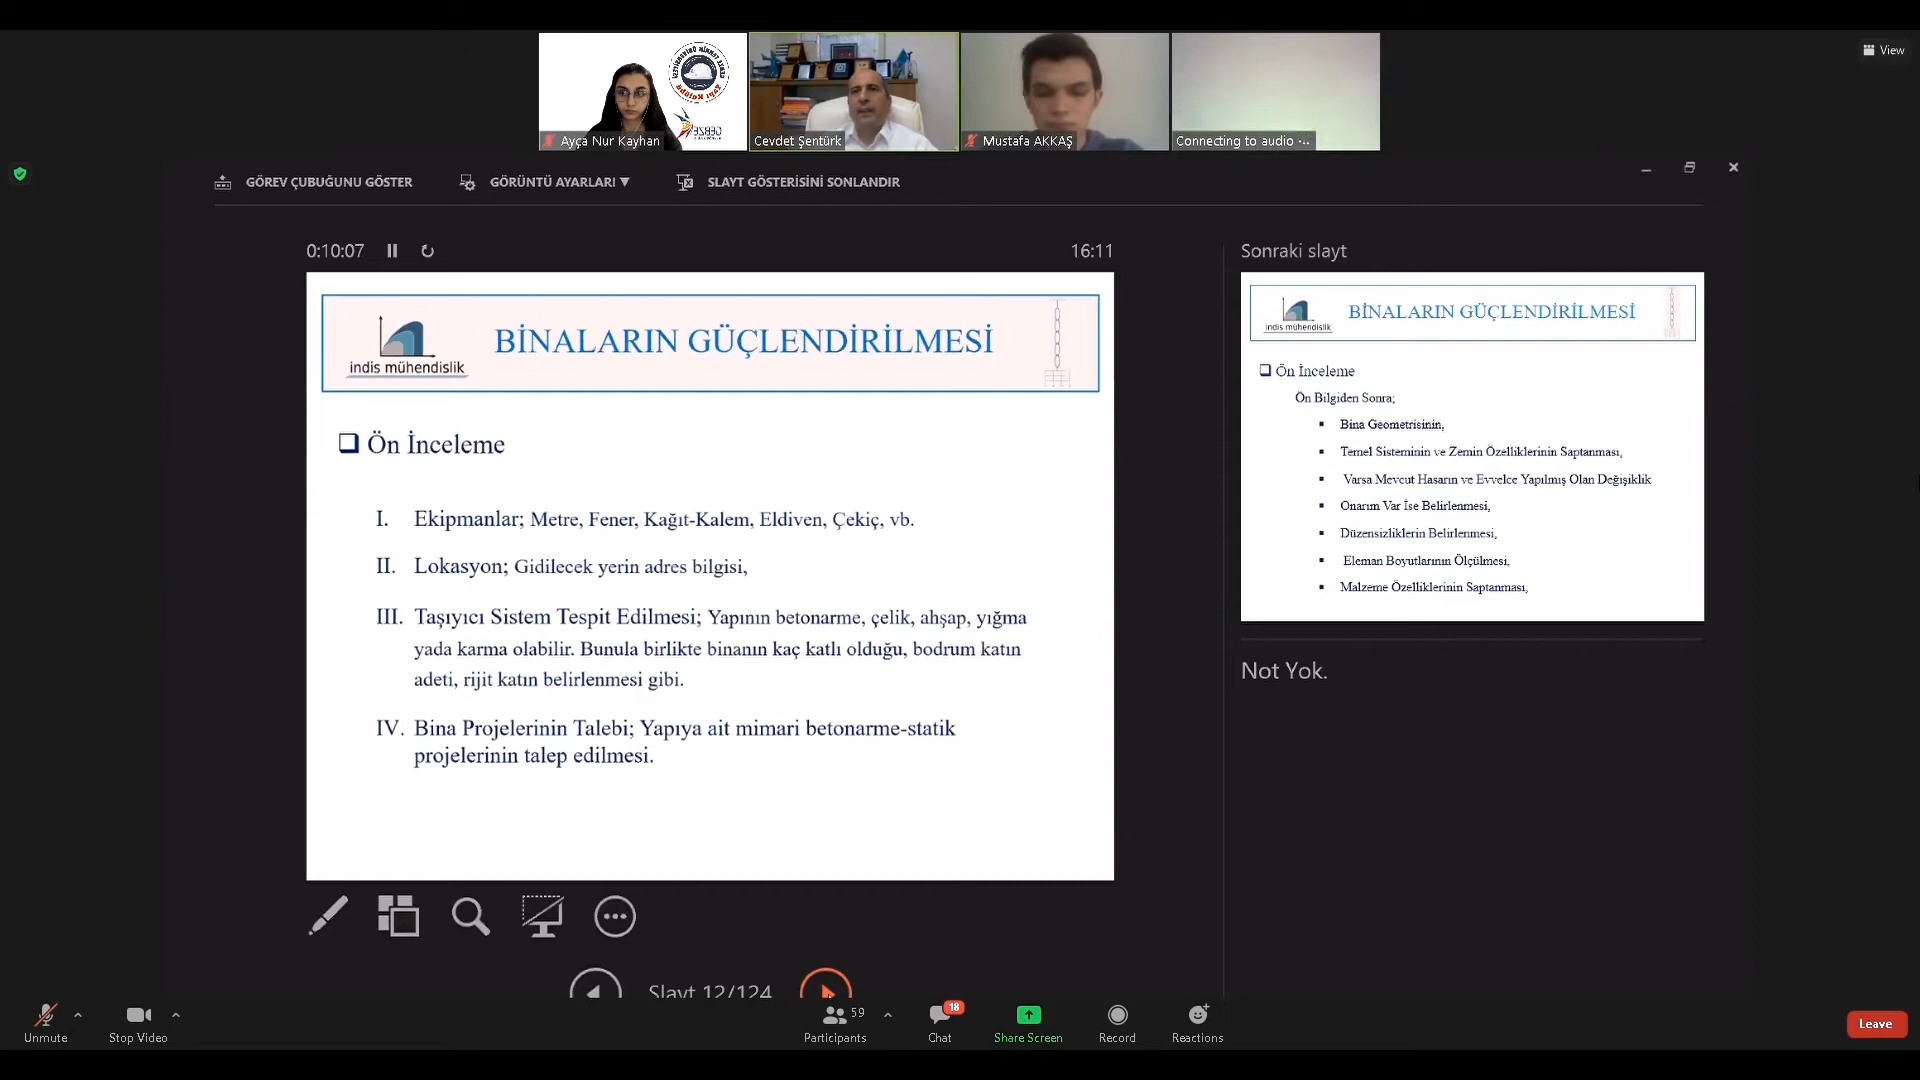 View
Ayça Nur Kayhan
Cevdet Şentürk
Mustafa AKKAŞ
Connecting to audio ·••
GÖREV ÇUBUĞUNU GÖSTER
GÖRÜNTÜ AYARLARI ▼
SLAYT GÖSTERİSİNİ SONLANDIR
0:10:07
16:11
indis mühendislik
BİNALARIN GÜÇLENDİRİLMESİ
Ön İnceleme
I. Ekipmanlar; Metre, Fener, Kağıt-Kalem, Eldiven, Çekiç, vb.
II. Lokasyon; Gidilecek yerin adres bilgisi,
III. Taşıyıcı Sistem Tespit Edilmesi; Yapının betonarme, çelik, ahşap, yığma
yada karma olabilir. Bunula birlikte binanın kaç katlı olduğu, bodrum katın
adeti, rijit katın belirlenmesi gibi.
IV. Bina Projelerinin Talebi; Yapıya ait mimari betonarme-statik
projelerinin talep edilmesi.
Slayt 12/124
Sonraki slayt
indis mühendislik
BİNALARIN GÜÇLENDİRİLMESİ
Ön İnceleme
Ön Bilgiden Sonra;
▪ Bina Geometrisinin,
▪ Temel Sisteminin ve Zemin Özelliklerinin Saptanması,
▪ Varsa Mevcut Hasarın ve Evvelce Yapılmış Olan Değişiklik
▪ Onarım Var İse Belirlenmesi,
▪ Düzensizliklerin Belirlenmesi,
▪ Eleman Boyutlarının Ölçülmesi,
▪ Malzeme Özelliklerinin Saptanması,
Not Yok.
Unmute
Stop Video
59
Participants
18
Chat
Share Screen
Record
Reactions
Leave